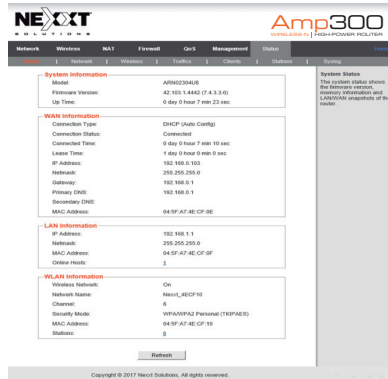 NEXXT
SOLUTIONS
Amp300
WIRELESS-N | HIGH-POWER ROUTER
Network Wireless NAT Firewall QoS Management Status Home
| Network | Wireless | Traffics | Clients | Stations | Syslog
System Information
Model: ARN02304U8
Firmware Version: 42.103.1.4442 (7.4.3.3.6)
Up Time: 0 day 0 hour 7 min 23 sec
WAN Information
Connection Type: DHCP (Auto Config)
Connection Status: Connected
Connected Time: 0 day 0 hour 7 min 10 sec
Lease Time: 1 day 0 hour 0 min 0 sec
IP Address: 192.168.0.103
Netmask: 255.255.255.0
Gateway: 192.168.0.1
Primary DNS: 192.168.0.1
Secondary DNS:
MAC Address: 04:5F:A7:4E:CF:0E
LAN Information
IP Address: 192.168.1.1
Netmask: 255.255.255.0
MAC Address: 04:5F:A7:4E:CF:0F
Online Hosts: 1
WLAN Information
Wireless Network: On
Network Name: Nexxt_4ECF10
Channel: 6
Security Mode: WPA/WPA2 Personal (TKIPAES)
MAC Address: 04:5F:A7:4E:CF:10
Stations:
Refresh
System Status
The system status shows
the firmware version,
memory information and
LAN/WAN snapshots of the
router.
Copyright © 2017 Nexxt Solutions, All rights reserved.